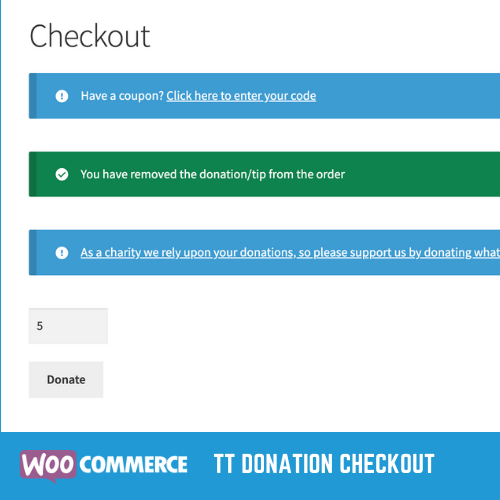 Checkout
Have a coupon? Click here to enter your code
You have removed the donation/tip from the order
As a charity we rely upon your donations, so please support us by donating what
5
Donate
WOO COMMERCE TT DONATION CHECKOUT